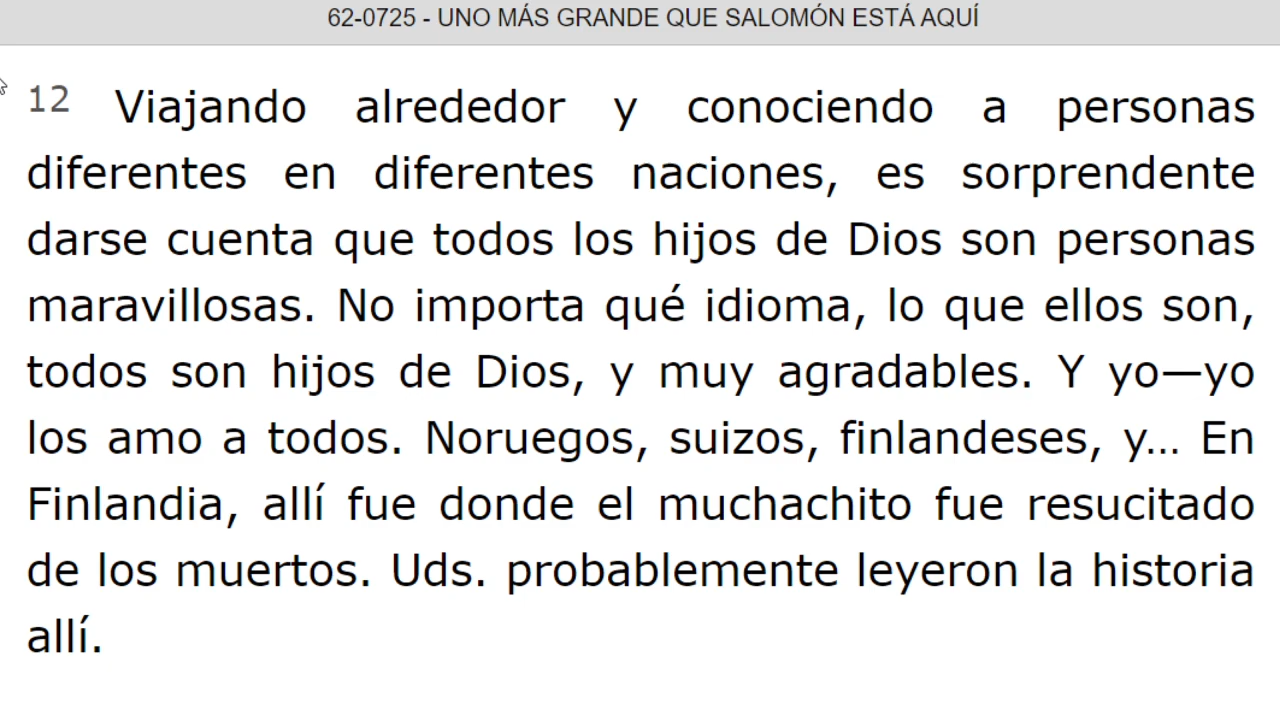 62-0725 - UNO MÁS GRANDE QUE SALOMÓN ESTÁ AQUÍ
12 Viajando alrededor y conociendo a personas
diferentes en diferentes naciones, es sorprendente
darse cuenta que todos los hijos de Dios son personas
maravillosas. No importa qué idioma, lo que ellos son,
todos son hijos de Dios, y muy agradables. Y yo—yo
los amo a todos. Noruegos, suizos, finlandeses, y... En
Finlandia, allí fue donde el muchachito fue resucitado
de los muertos. Uds. probablemente leyeron la historia
allí.